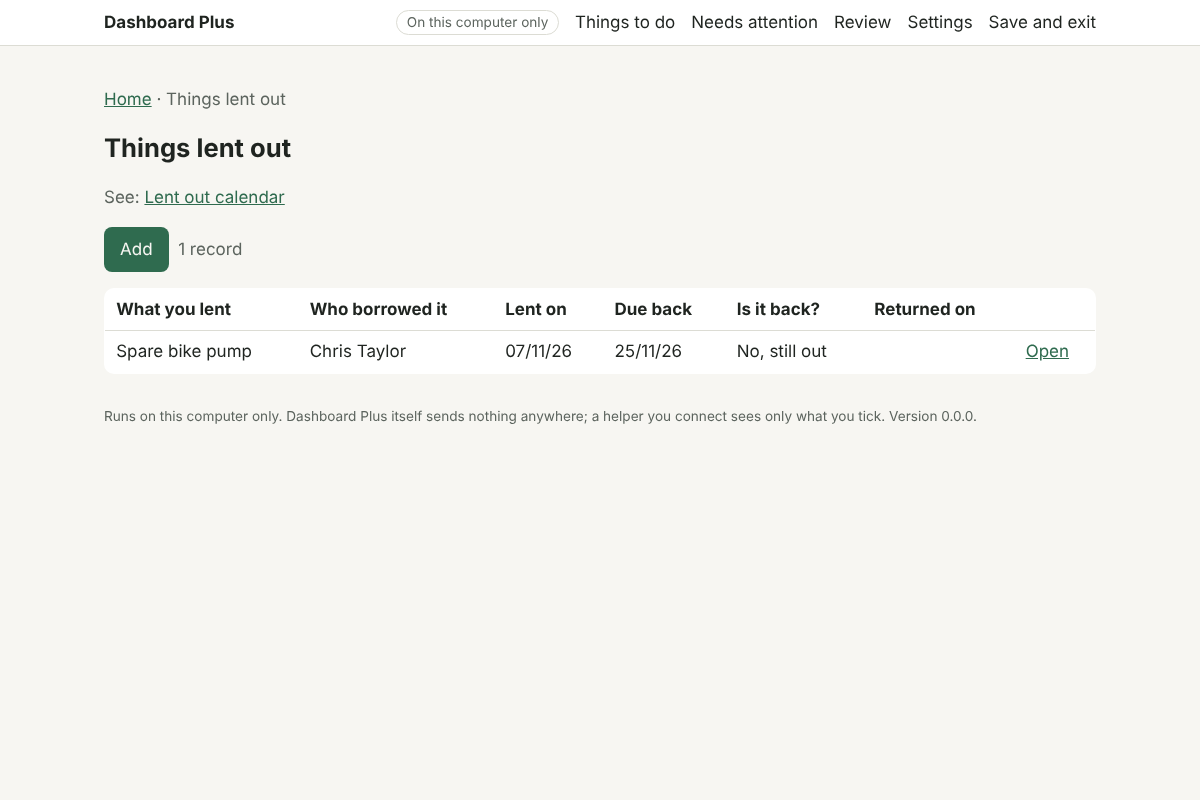 Dashboard Plus On this computer only Things to do Needs attention Review Settings Save and exit
Home · Things lent out
Things lent out
See: Lent out calendar
Add 1 record
What you lent Who borrowed it Lent on Due back Is it back? Returned on
Spare bike pump Chris Taylor 07/11/26 25/11/26 No, still out Open
Runs on this computer only. Dashboard Plus itself sends nothing anywhere; a helper you connect sees only what you tick. Version 0.0.0.